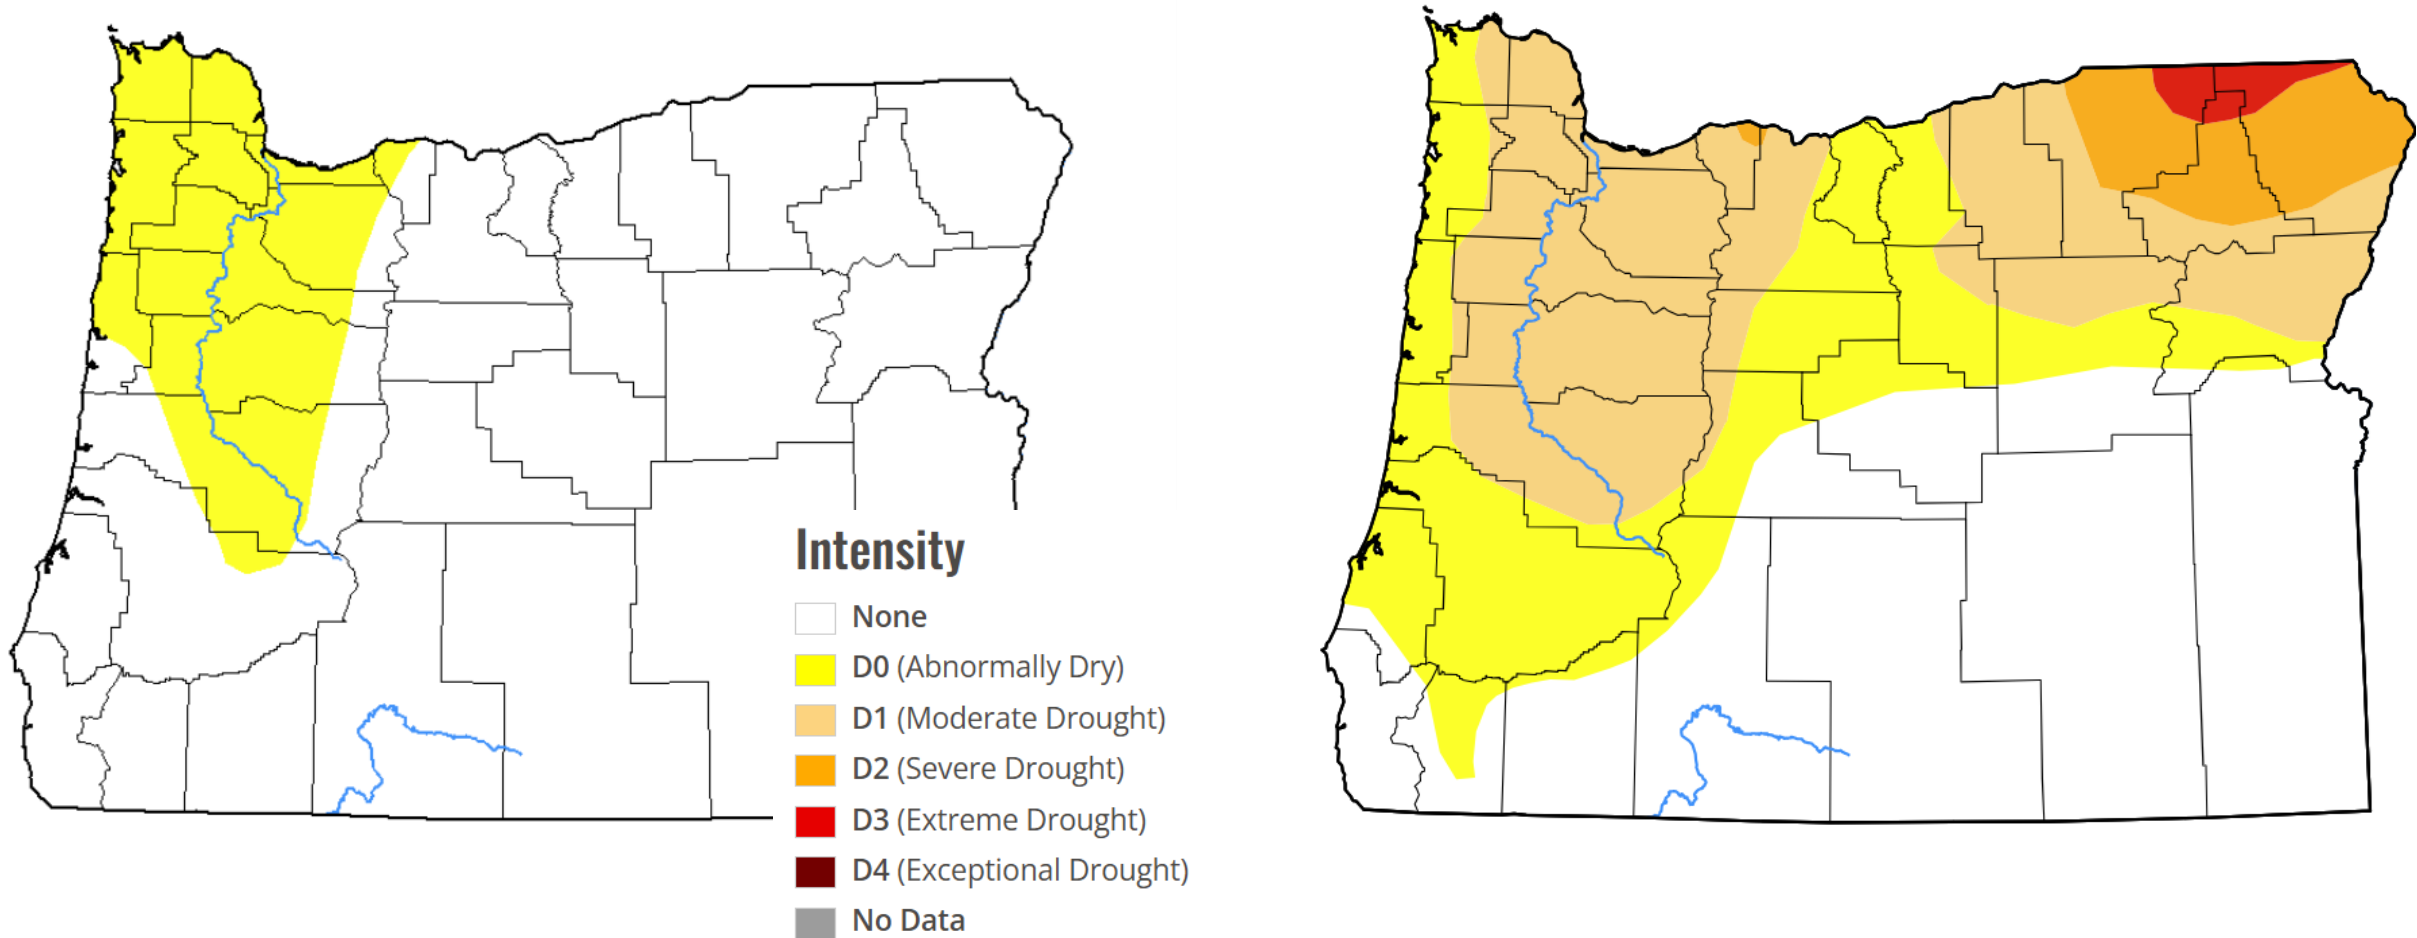 Intensity
None
D0 (Abnormally Dry)
D1 (Moderate Drought)
D2 (Severe Drought)
D3 (Extreme Drought)
D4 (Exceptional Drought)
No Data